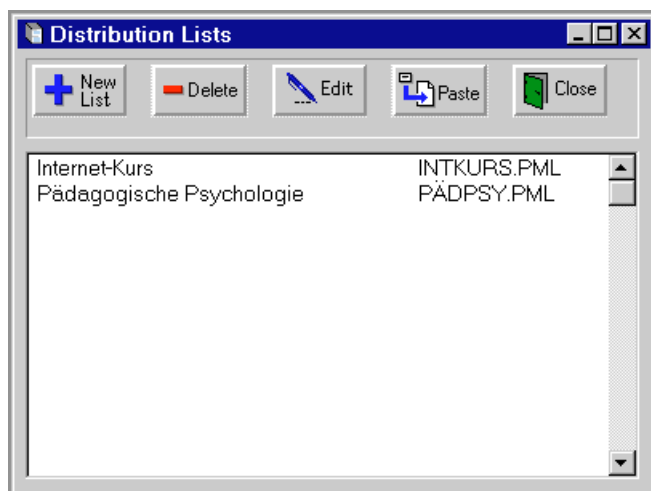 Distribution Lists
New List
Delete
Edit
Paste
Close
Internet-Kurs INTKURS.PML
Pädagogische Psychologie PÄDPSY.PML